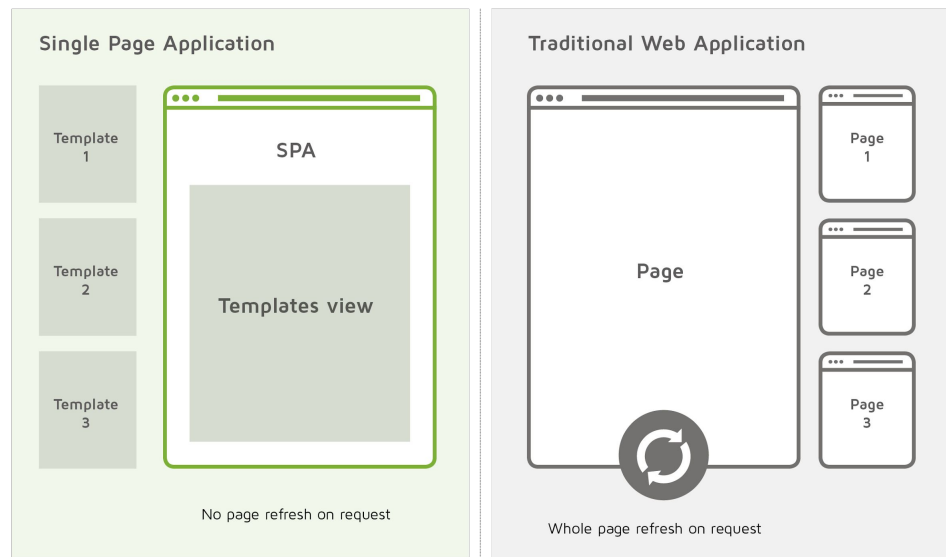 Single Page Application
Template
1
Template
2
Template
3
SPA
Templates view
No page refresh on request
Traditional Web Application
Page
Page
1
Page
2
Page
3
Whole page refresh on request